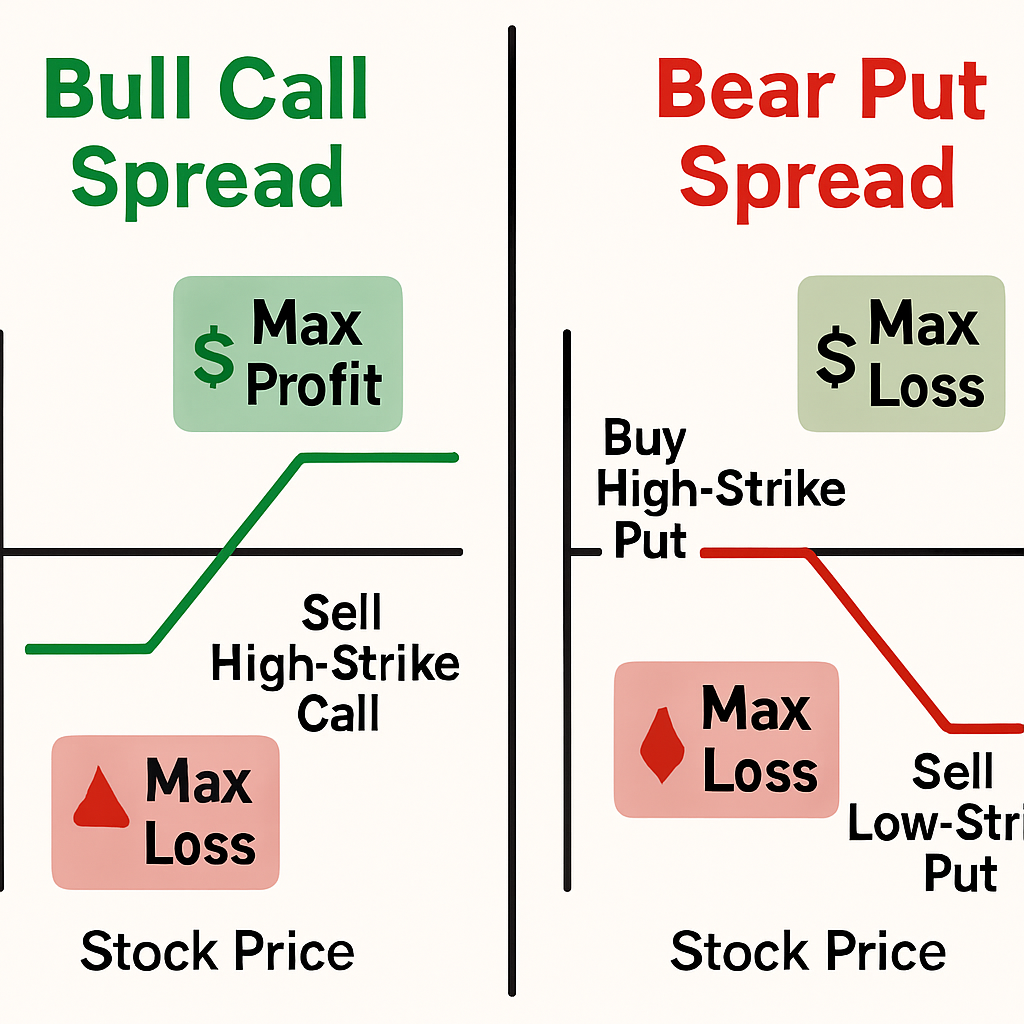 Bull Call
Spread
$ Max
Profit
Sell
High-Strike
Call
Max
Loss
Stock Price
Bear Put
Spread
$ Max
Loss
Buy
High-Strike
Put
Max
Loss
Sell
Low-Stri
Put
Stock Price